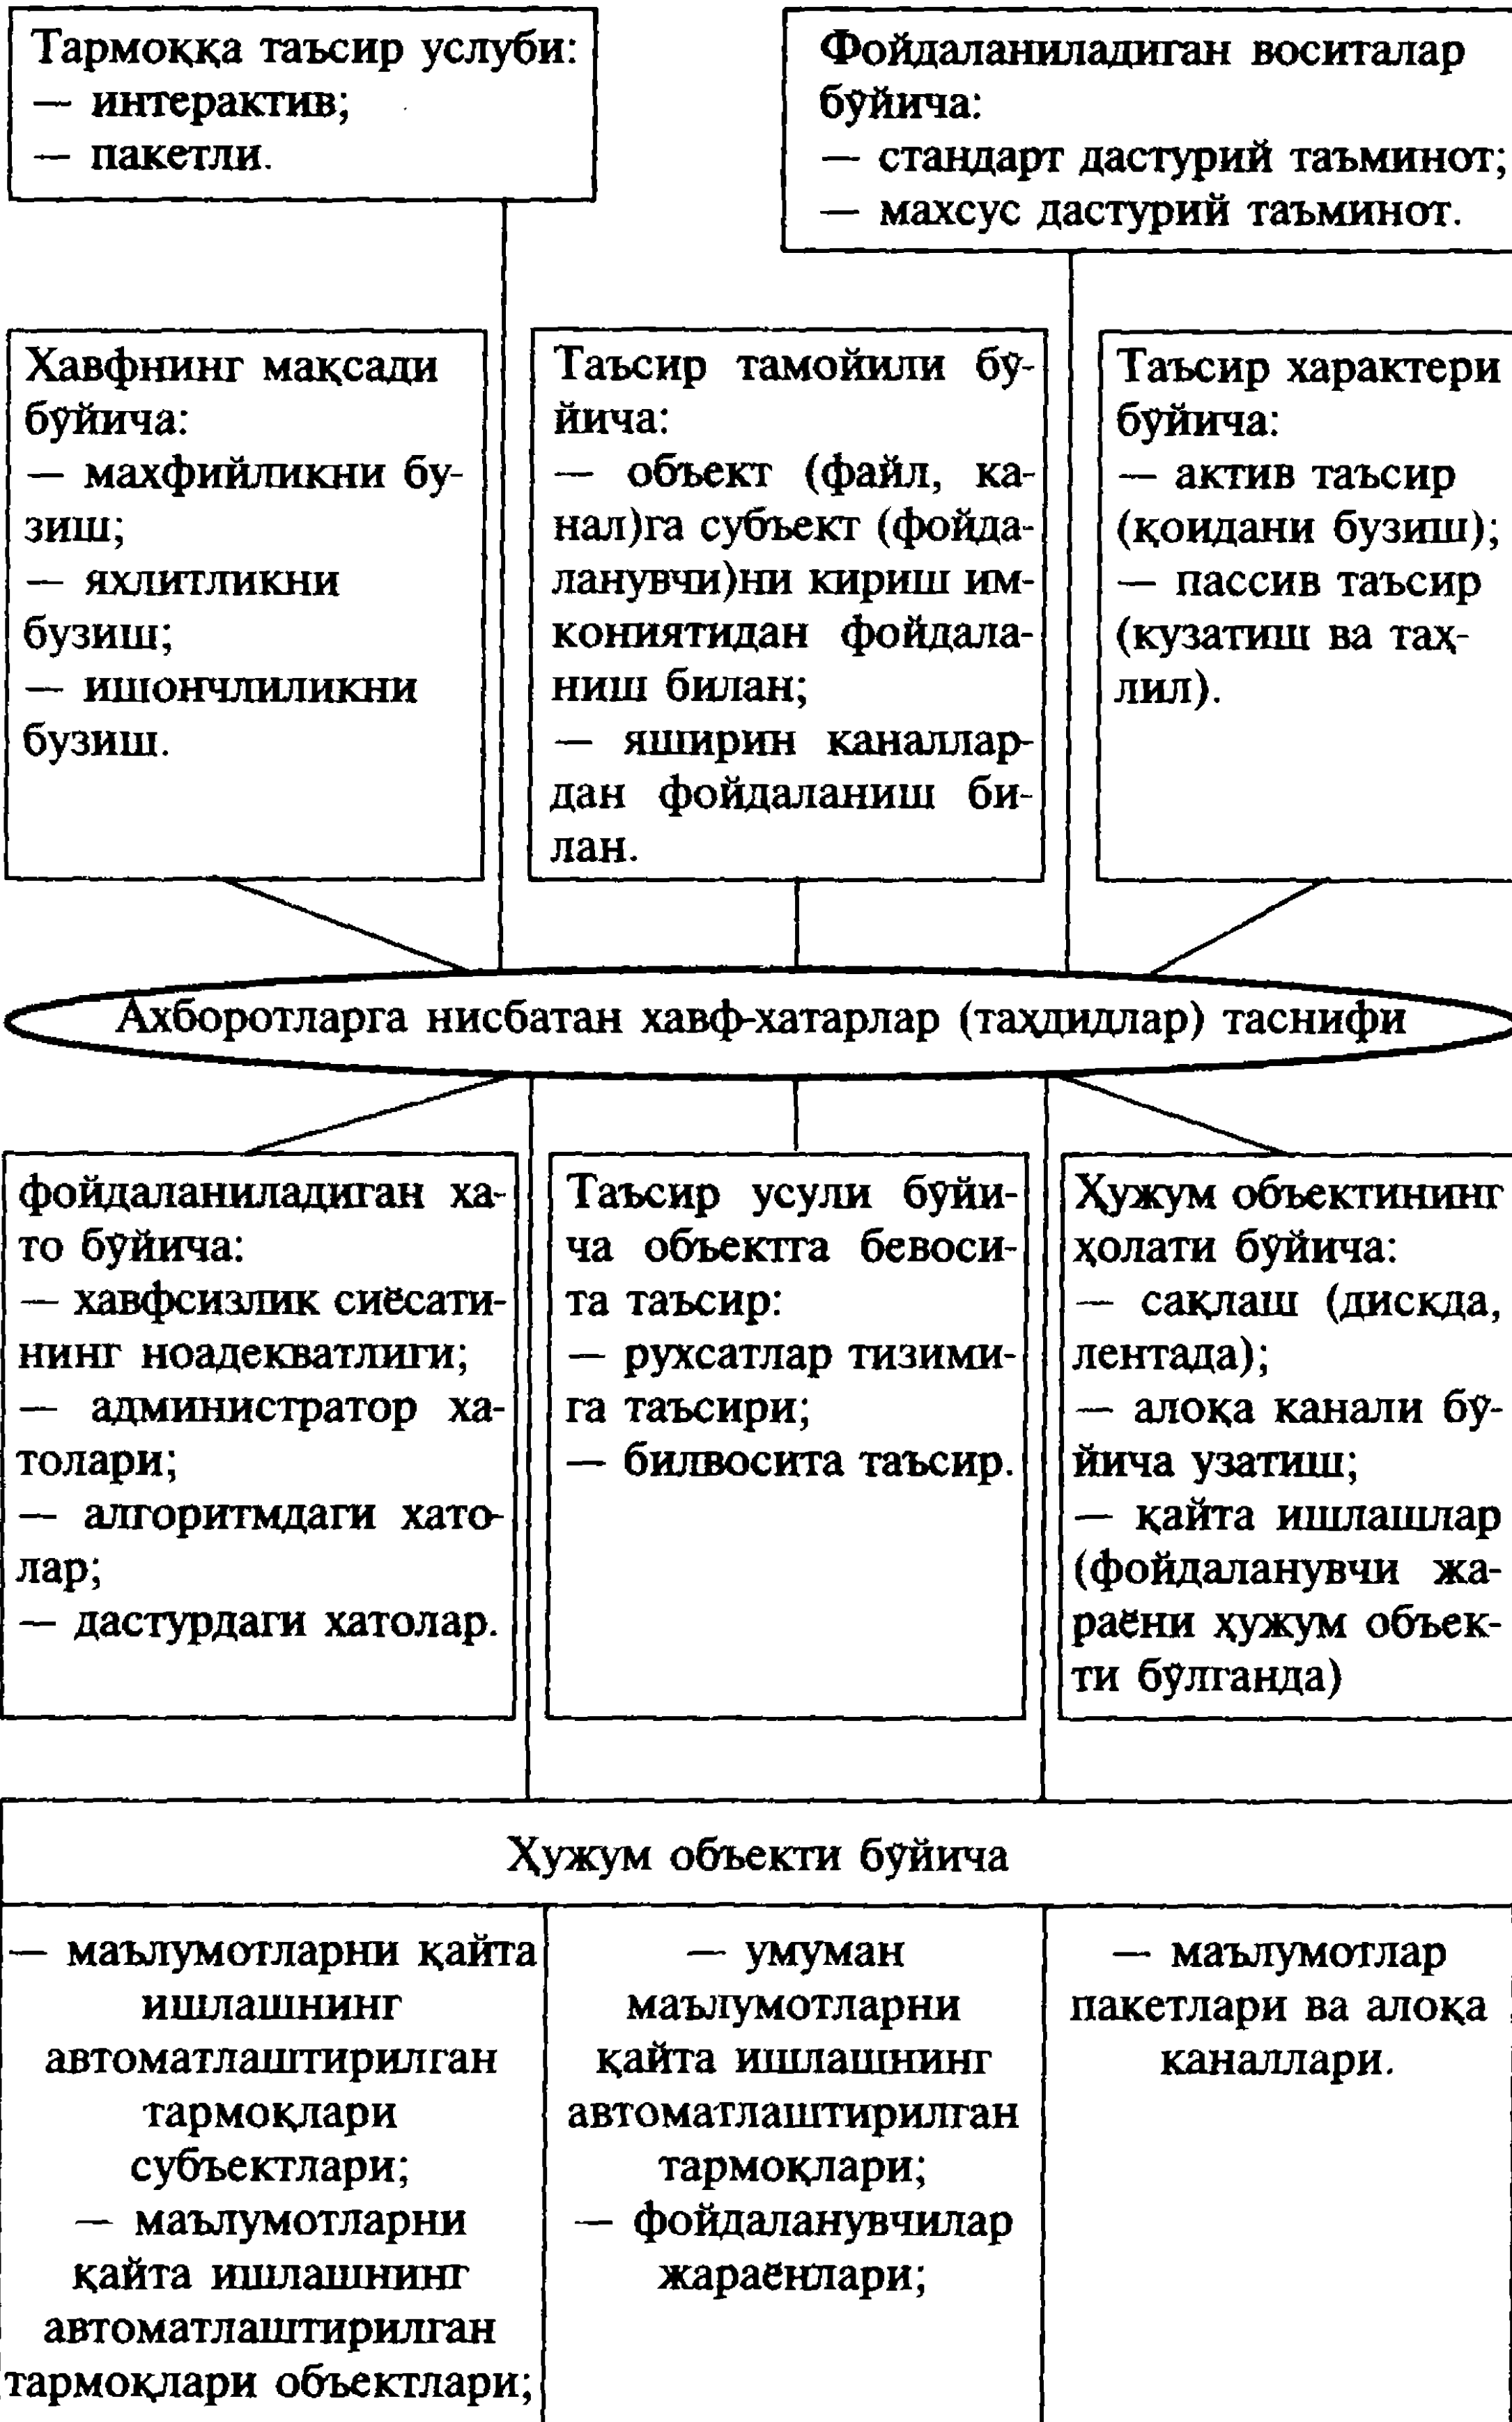 Тармоққа таъсир услуби:
— интерактив;
— пакетли.
Фойдаланиладиган воситалар
бўйича:
— стандарт дастурий таъминот;
— махсус дастурий таъминот.
Хавфнинг мақсади
бўйича:
— махфийликни бу-
зиш;
— яхлитликни
бузиш;
— ишончлиликни
бузиш.
Таъсир тамойили бў-
йича:
— объект (файл, ка-
нал)га субъект (фойда-
ланувчи)ни кириш им-
кониятидан фойдала-
ниш билан;
— яширин каналлар-
дан фойдаланиш би-
лан.
Таъсир характери
бўйича:
— актив таъсир
(қоидани бузиш);
— пассив таъсир
(кузатиш ва таҳ-
лил).
Ахборотларга нисбатан хавф-хатарлар (таҳдидлар) таснифи
фойдаланиладиган ха-
то бўйича:
— хавфсизлик сиёсати-
нинг ноадекватлиги;
— администратор ха-
толари;
— алгоритмдаги хато-
лар;
— дастурдаги хатолар.
Таъсир усули бўйи-
ча объектга бевоси-
та таъсир:
— рухсатлар тизими-
га таъсири;
— билвосита таъсир.
Ҳужум объектининг
ҳолати бўйича:
— сақлаш (дискда,
лентада);
— алоқа канали бў-
йича узатиш;
— қайта ишлашлар
(фойдаланувчи жа-
раёни ҳужум объек-
ти бўлганда)
Ҳужум объекти бўйича
— маълумотларни қайта
ишлашнинг
автоматлаштирилган
тармоқлари
субъектлари;
— маълумотларни
қайта ишлашнинг
автоматлаштирилган
тармоқлари объектлари;
— умуман
маълумотларни
қайта ишлашнинг
автоматлаштирилган
тармоқлари;
— фойдаланувчилар
жараёнлари;
— маълумотлар
пакетлари ва алоқа
каналлари.